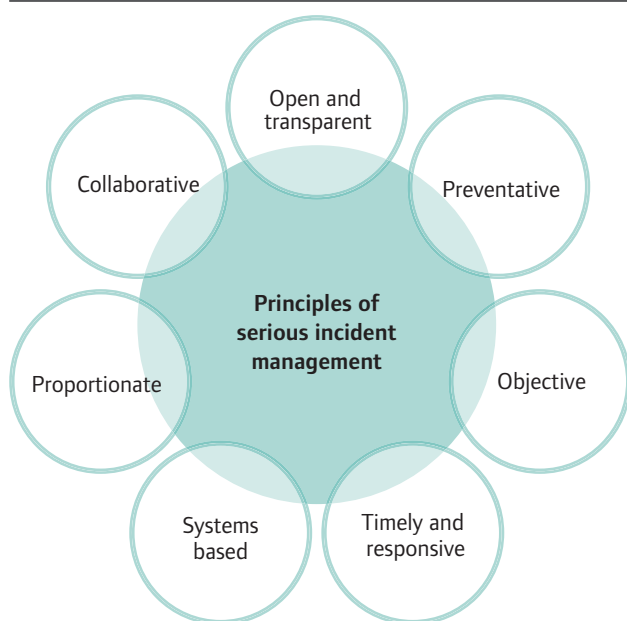 Open and
transparent
Collaborative
Preventative
Principles of
serious incident
management
Proportionate
Objective
Systems
based
Timely and
responsive